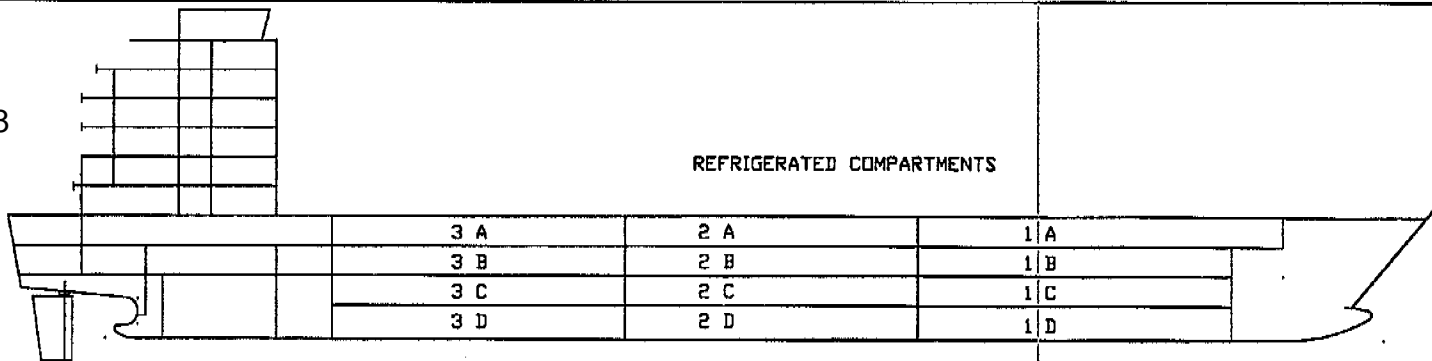 3
REFRIGERATED COMPARTMENTS
3 A 2 A 1 A
3 B 2 B 1 B
3 C 2 C 1 C
3 D 2 D 1 D